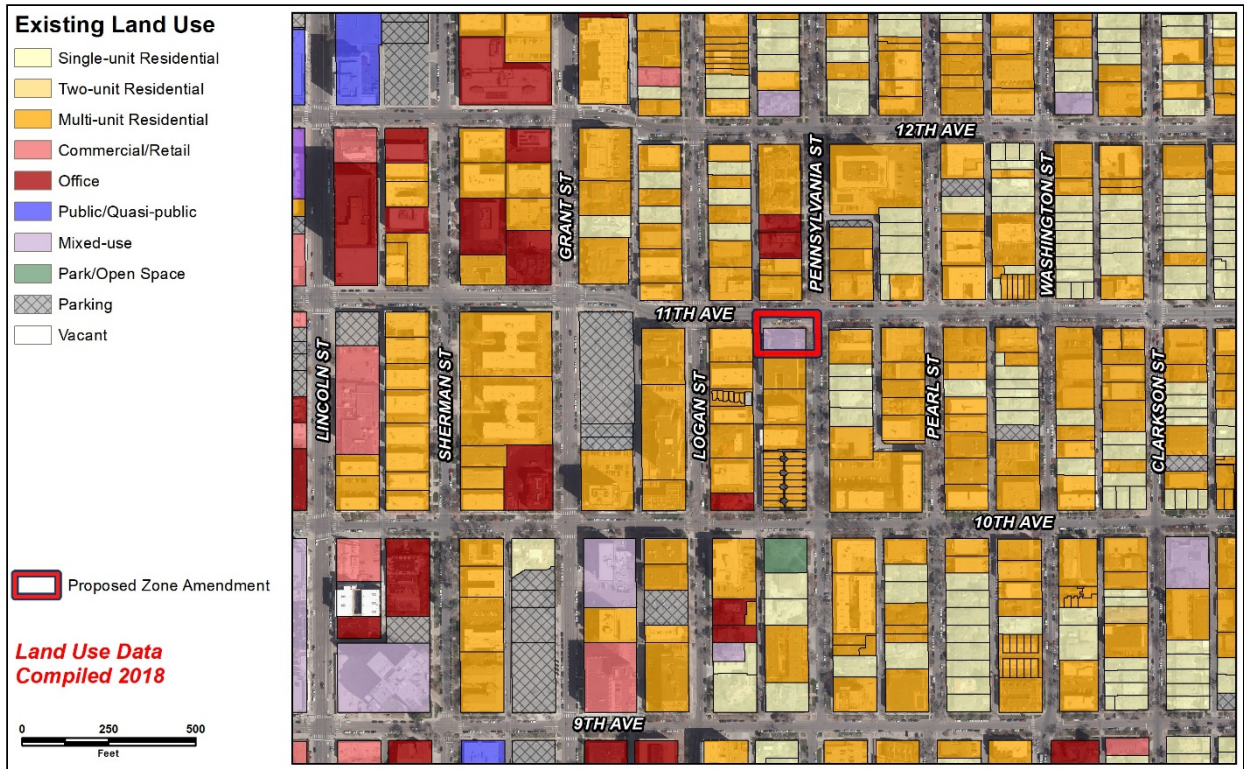 Existing Land Use
Single-unit Residential
Two-unit Residential
Multi-unit Residential
Commercial/Retail
Office
Public/Quasi-public
Mixed-use
Park/Open Space
Parking
Vacant
Proposed Zone Amendment
Land Use Data
Compiled 2018
0 250 500
Feet
12TH AVE
PENNSYLVANIA ST
WASHINGTON ST
GRANT ST
11TH AVE
LINCOLN ST
SHERMAN ST
LOGAN ST
PEARL ST
CLARKSON ST
10TH AVE
9TH AVE